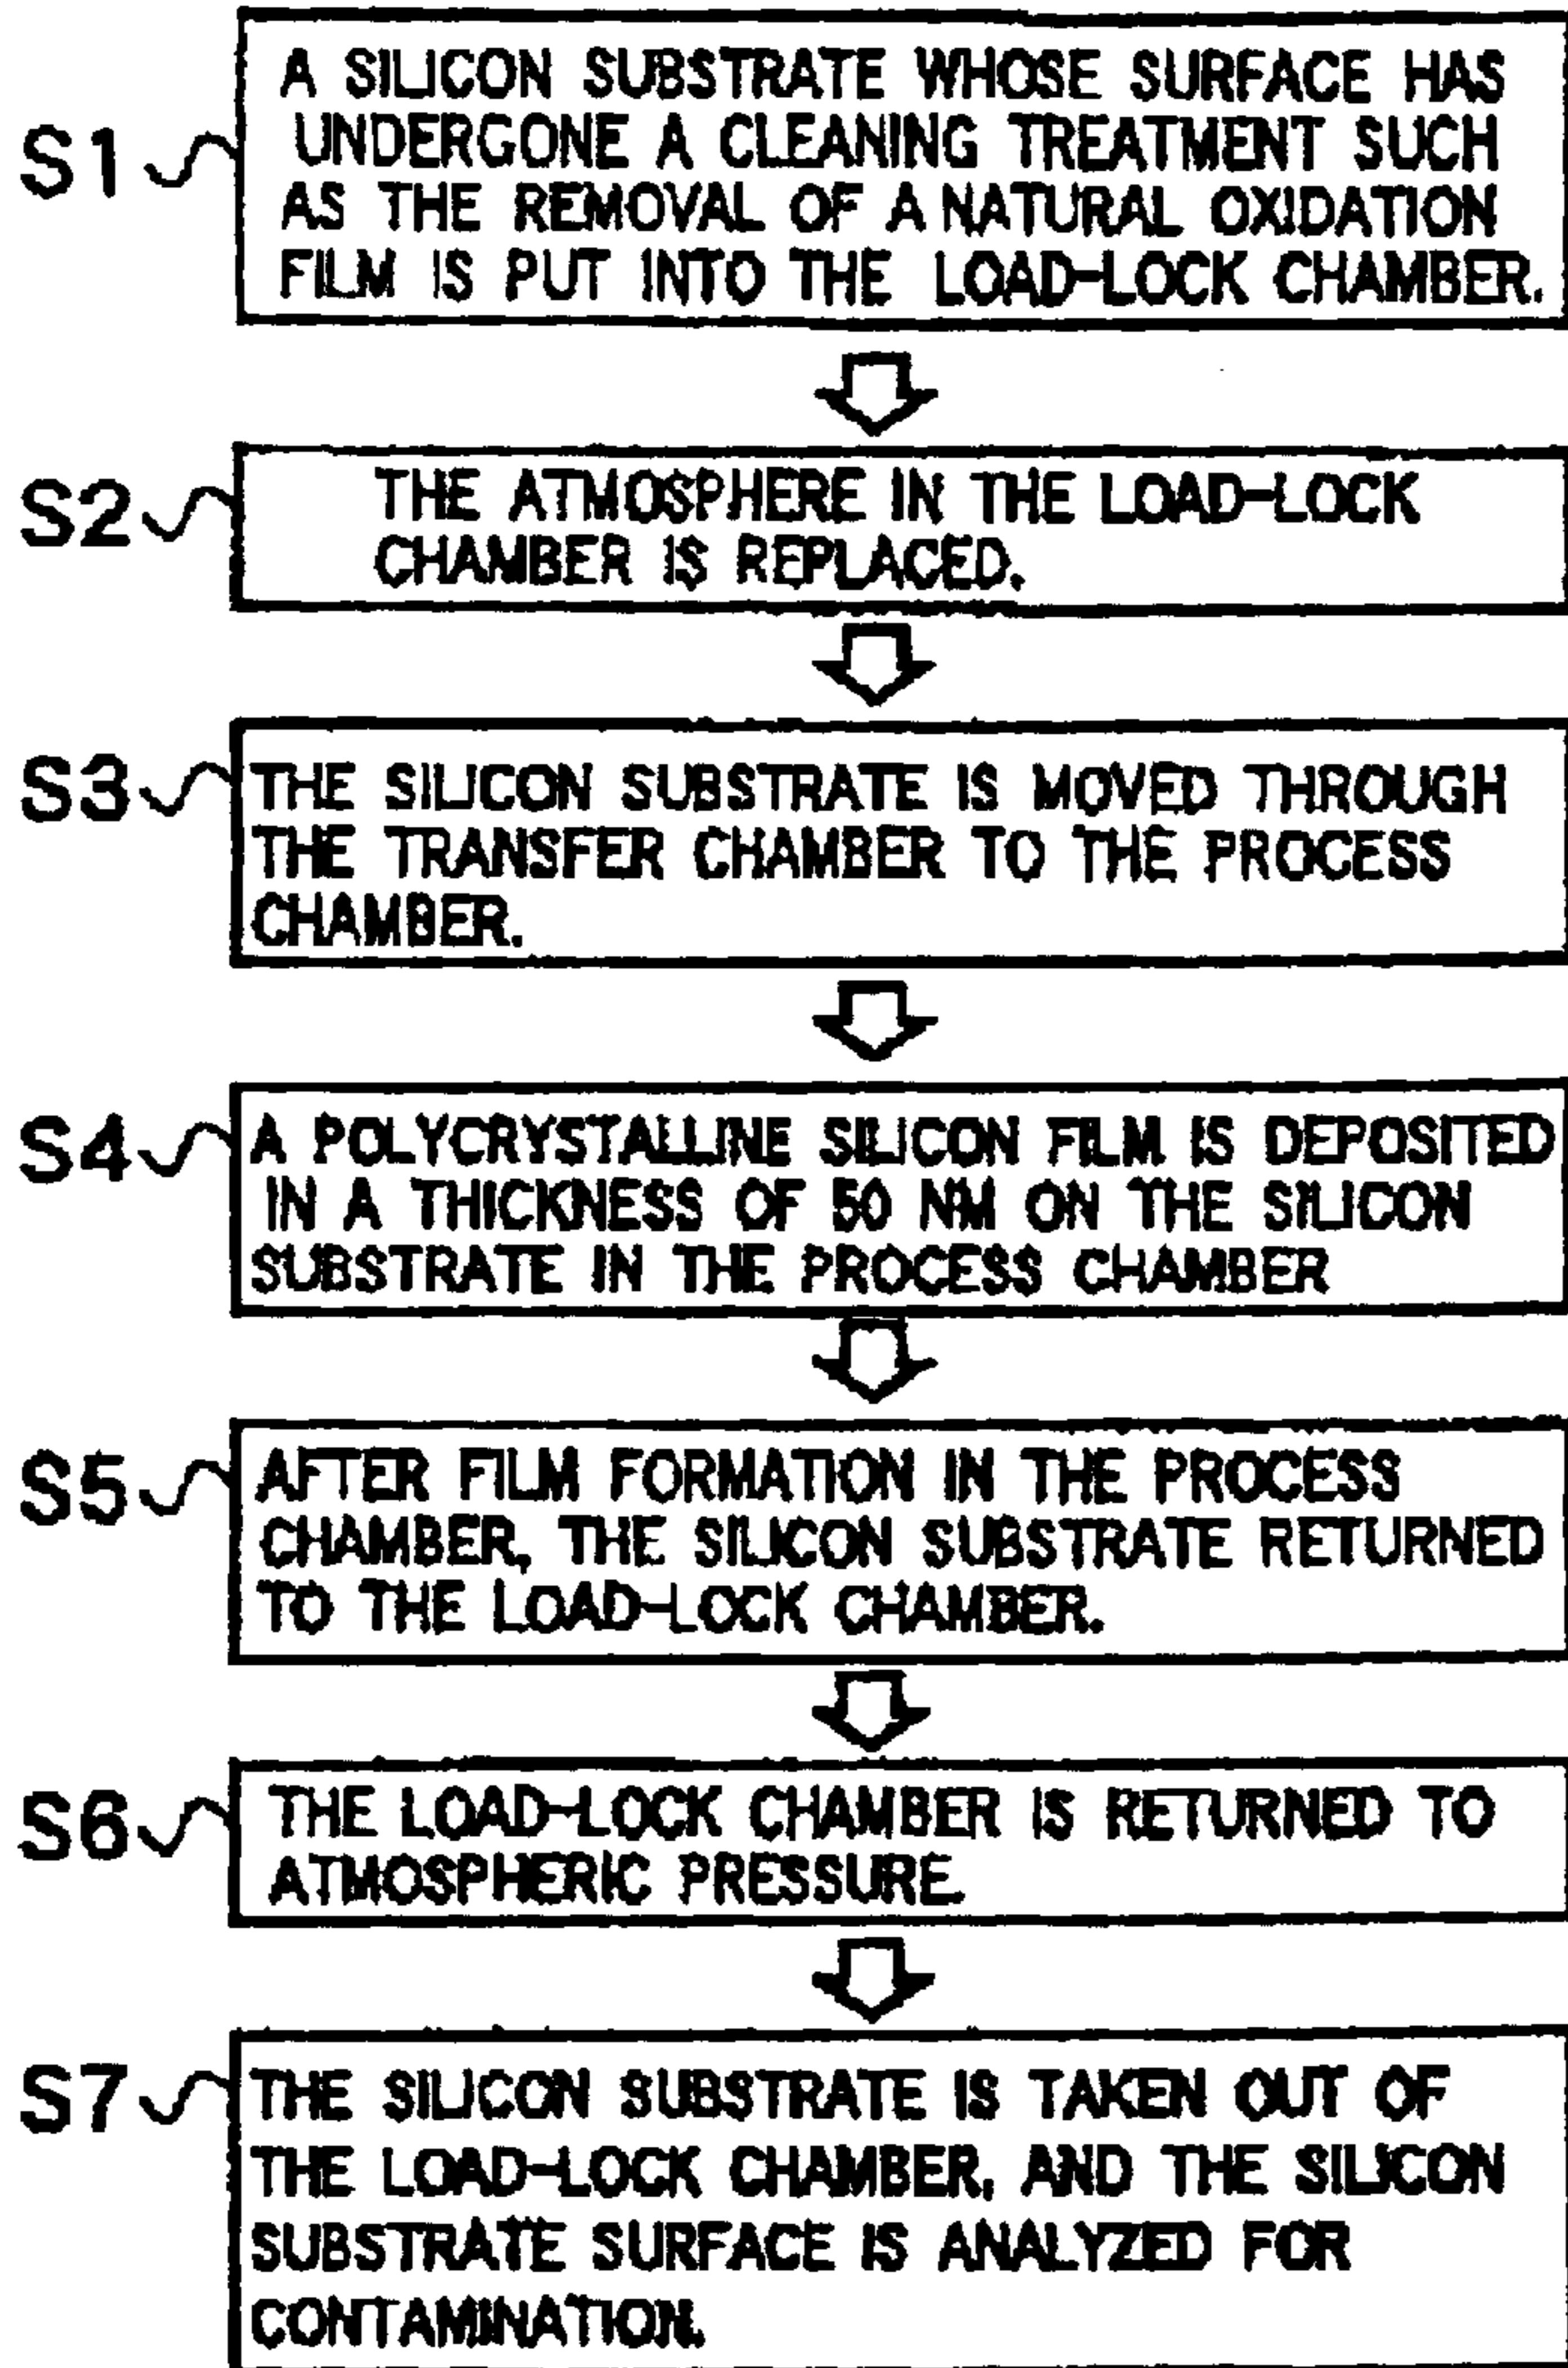 S1
A SILICON SUBSTRATE WHOSE SURFACE HAS
UNDERGONE A CLEANING TREATMENT SUCH
AS THE REMOVAL OF A NATURAL OXIDATION
FILM IS PUT INTO THE LOAD-LOCK CHAMBER.
S2
THE ATMOSPHERE IN THE LOAD-LOCK
CHAMBER IS REPLACED.
S3
THE SILICON SUBSTRATE IS MOVED THROUGH
THE TRANSFER CHAMBER TO THE PROCESS
CHAMBER.
S4
A POLYCRYSTALLINE SILICON FILM IS DEPOSITED
IN A THICKNESS OF 50 NM ON THE SILICON
SUBSTRATE IN THE PROCESS CHAMBER
S5
AFTER FILM FORMATION IN THE PROCESS
CHAMBER, THE SILICON SUBSTRATE RETURNED
TO THE LOAD-LOCK CHAMBER.
S6
THE LOAD-LOCK CHAMBER IS RETURNED TO
ATMOSPHERIC PRESSURE.
S7
THE SILICON SUBSTRATE IS TAKEN OUT OF
THE LOAD-LOCK CHAMBER, AND THE SILICON
SUBSTRATE SURFACE IS ANALYZED FOR
CONTAMINATION.